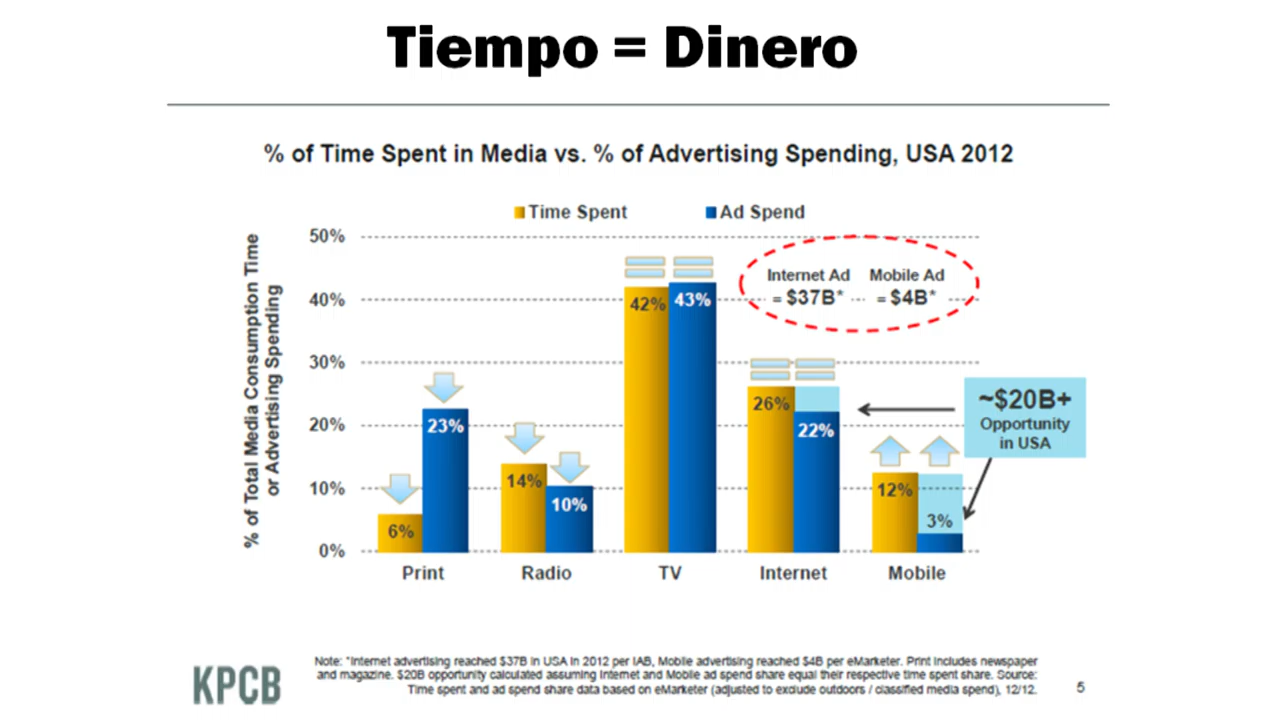 Tiempo = Dinero
% of Time Spent in Media vs. % of Advertising Spending, USA 2012
Time Spent
Ad Spend
% of Total Media Consumption Time
or Advertising Spending
50%
40%
30%
20%
10%
0%
Internet Ad
= $37B*
Mobile Ad
= $4B*
6%
23%
14%
10%
42%
43%
26%
22%
12%
3%
~$20B+
Opportunity
in USA
Print
Radio
TV
Internet
Mobile
KPCB
Note: *Internet advertising reached $37B in USA in 2012 per IAB, Mobile advertising reached $4B per eMarketer. Print includes newspaper
and magazine. $20B opportunity calculated assuming Internet and Mobile ad spend share equal their respective time spent share. Source:
Time spent and ad spend share data based on eMarketer (adjusted to exclude outdoors / classified media spend), 12/12.
5